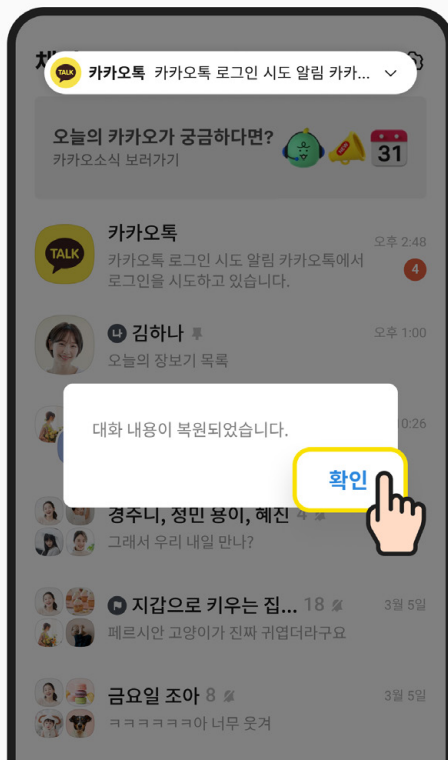 TALK 카카오톡 카카오톡 로그인 시도 알림 카카...
오늘의 카카오가 궁금하다면?
카카오소식 보러가기
31
카카오톡
오후 2:48
TALK
카카오톡 로그인 시도 알림 카카오톡에서
4
로그인을 시도하고 있습니다.
나 김하나
오후 1:00
오늘의 장보기 목록
0:26
대화 내용이 복원되었습니다.
확인
경주니, 정민 용이, 혜진 4
그래서 우리 내일 만나?
지갑으로 키우는 집... 18
3월 5일
페르시안 고양이가 진짜 귀엽더라구요
금요일 조아 8
3월 5일
ㅋㅋㅋㅋㅋㅋ아 너무 웃겨